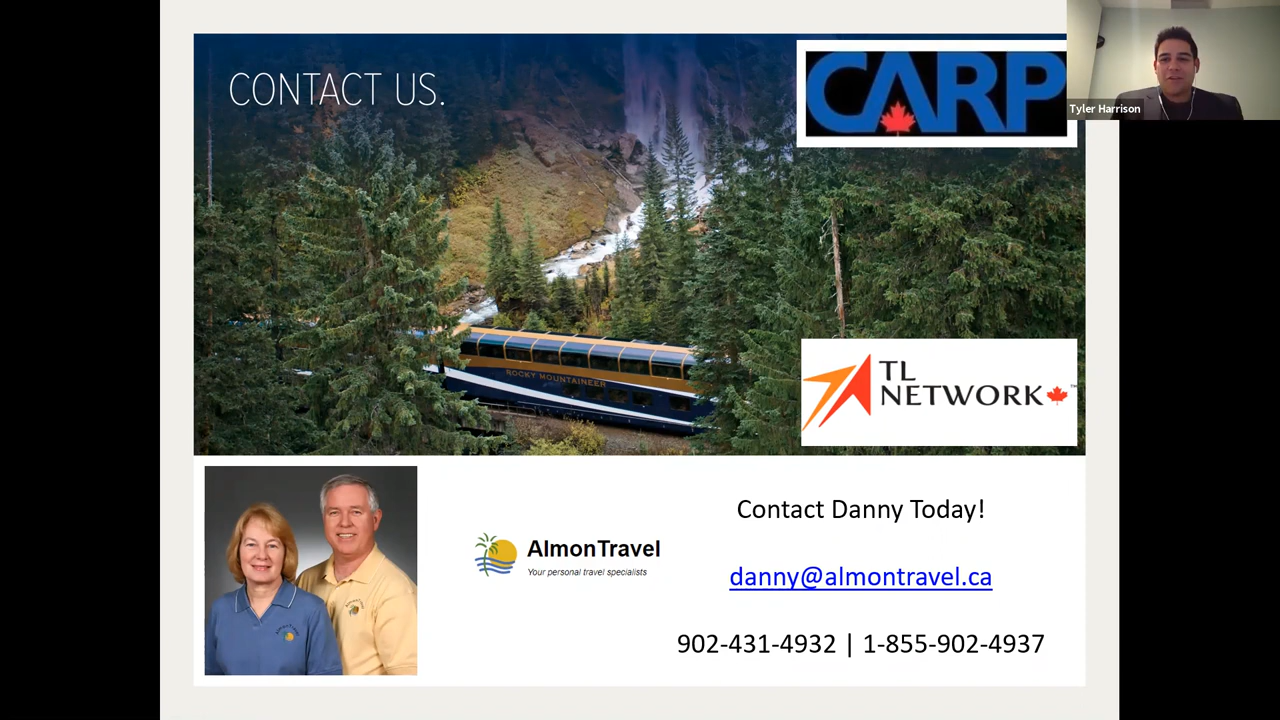 CONTACT US.
CARP
Tyler Harrison
ROCKY MOUNTAINEER
TL
NETWORK
™
Contact Danny Today!
AlmonTravel
Your personal travel specialists
danny@almontravel.ca
902-431-4932 | 1-855-902-4937